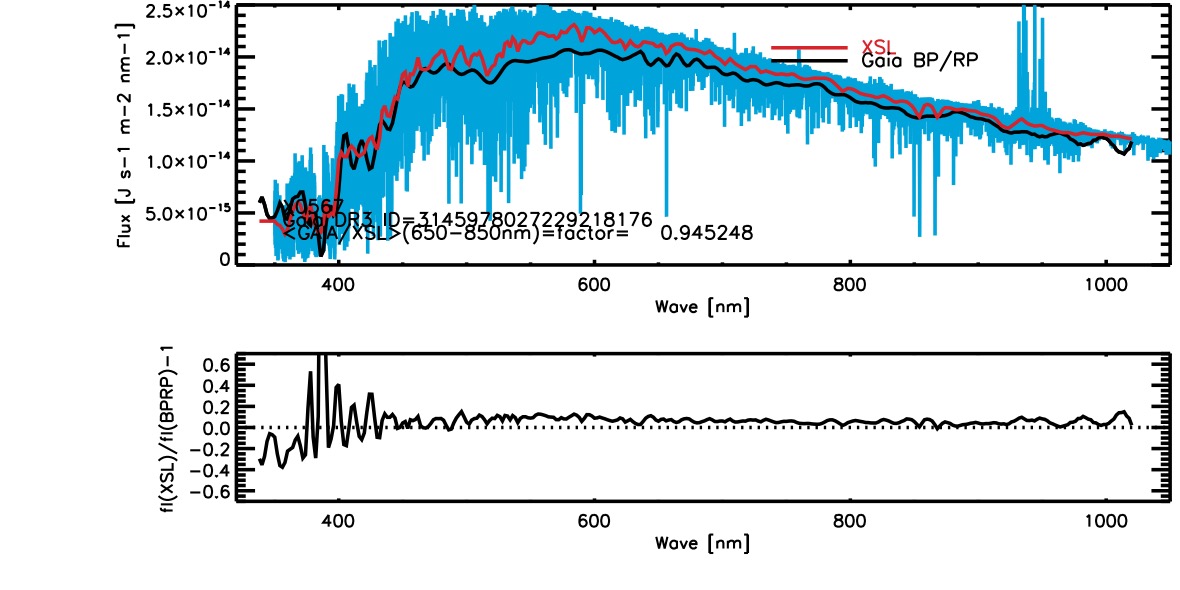 2.5×10⁻¹⁴
2.0×10⁻¹⁴
1.5×10⁻¹⁴
1.0×10⁻¹⁴
5.0×10⁻¹⁵
0
Flux [J s−1 m−2 nm−1]
XSL
Gaia BP/RP
X0567
Gaia DR3 ID=3145978027229218176
<GAIA/XSL>(650−850nm)=factor= 0.945248
400 600 800 1000
Wave [nm]
0.6
0.4
0.2
0.0
−0.2
−0.4
−0.6
fl(XSL)/fl(BPRP)−1
400 600 800 1000
Wave [nm]